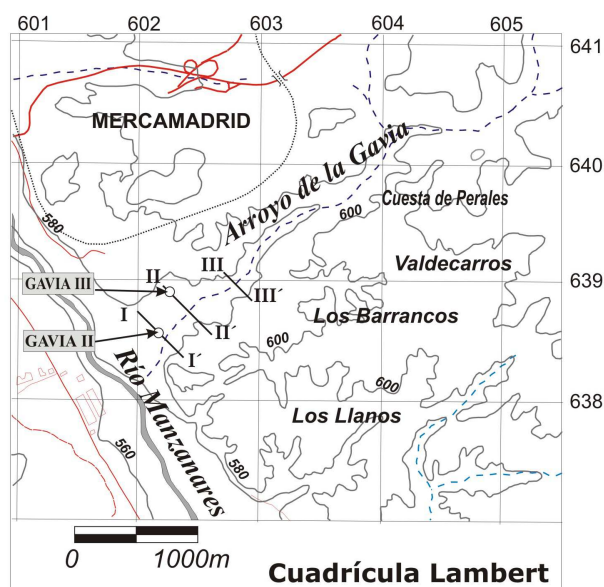 601 602 603 604 605
641
MERCAMADRID
Arroyo de la Gavia
640
580
600
Cuesta de Perales
Valdecarros
III
GAVIA III
II
639
III´
I
Los Barrancos
GAVIA II
II´
600
I´
Río Manzanares
600
638
Los Llanos
560
580
0 1000m
Cuadrícula Lambert